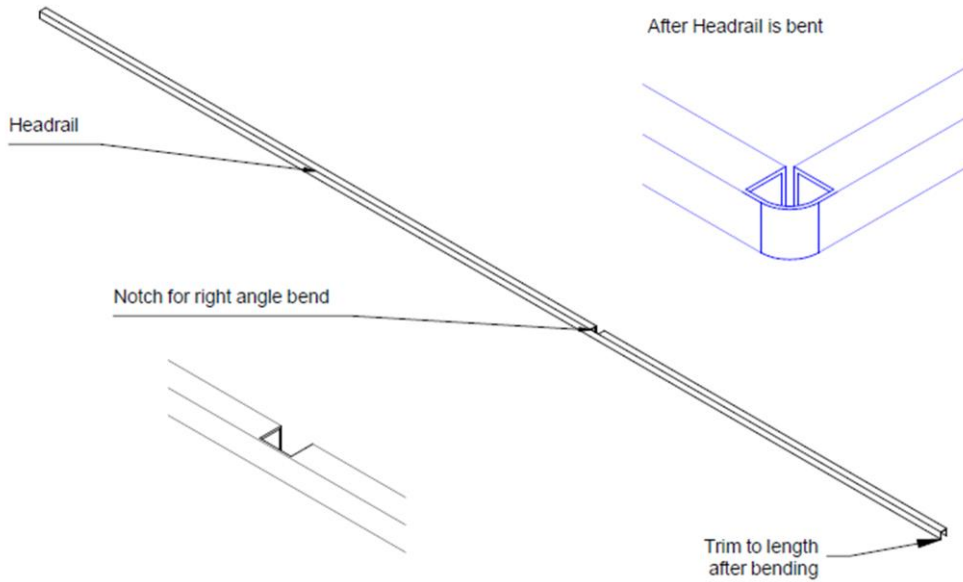 After Headrail is bent
Headrail
Notch for right angle bend
Trim to length
after bending